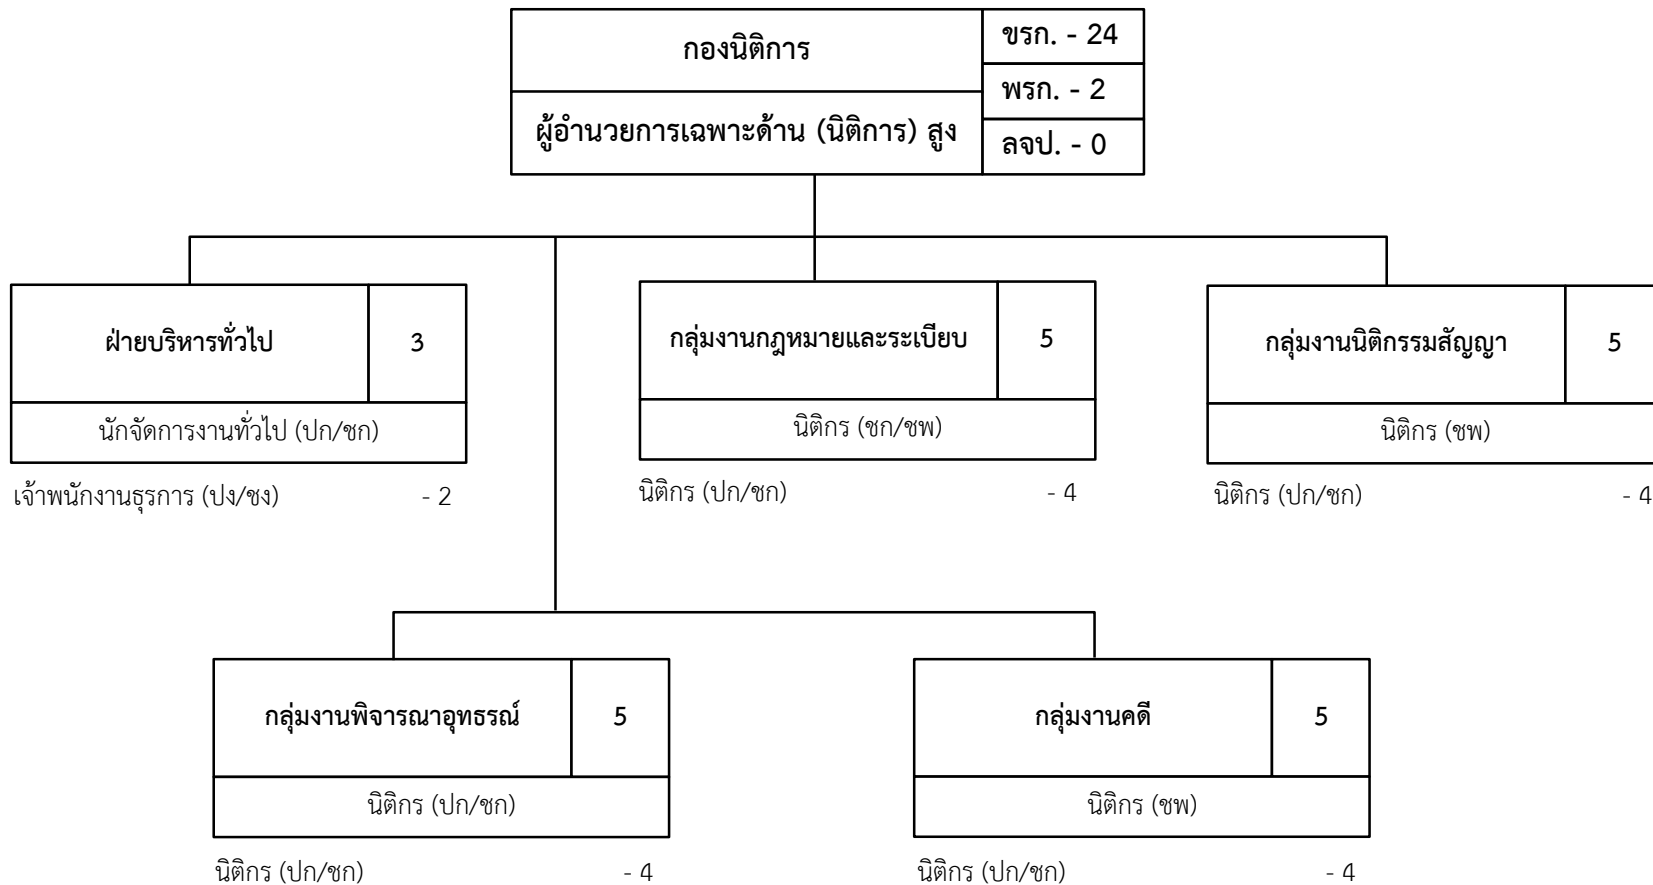 กองนิติการ
ขรก. - 24
พรก. - 2
ผู้อำนวยการเฉพาะด้าน (นิติการ) สูง
ลจป. - 0
ฝ่ายบริหารทั่วไป 3
นักจัดการงานทั่วไป (ปก/ชก)
เจ้าพนักงานธุรการ (ปง/ชง) - 2
กลุ่มงานกฎหมายและระเบียบ 5
นิติกร (ชก/ชพ)
นิติกร (ปก/ชก) - 4
กลุ่มงานนิติกรรมสัญญา 5
นิติกร (ชพ)
นิติกร (ปก/ชก) - 4
กลุ่มงานพิจารณาอุทธรณ์ 5
นิติกร (ปก/ชก)
นิติกร (ปก/ชก) - 4
กลุ่มงานคดี 5
นิติกร (ชพ)
นิติกร (ปก/ชก) - 4